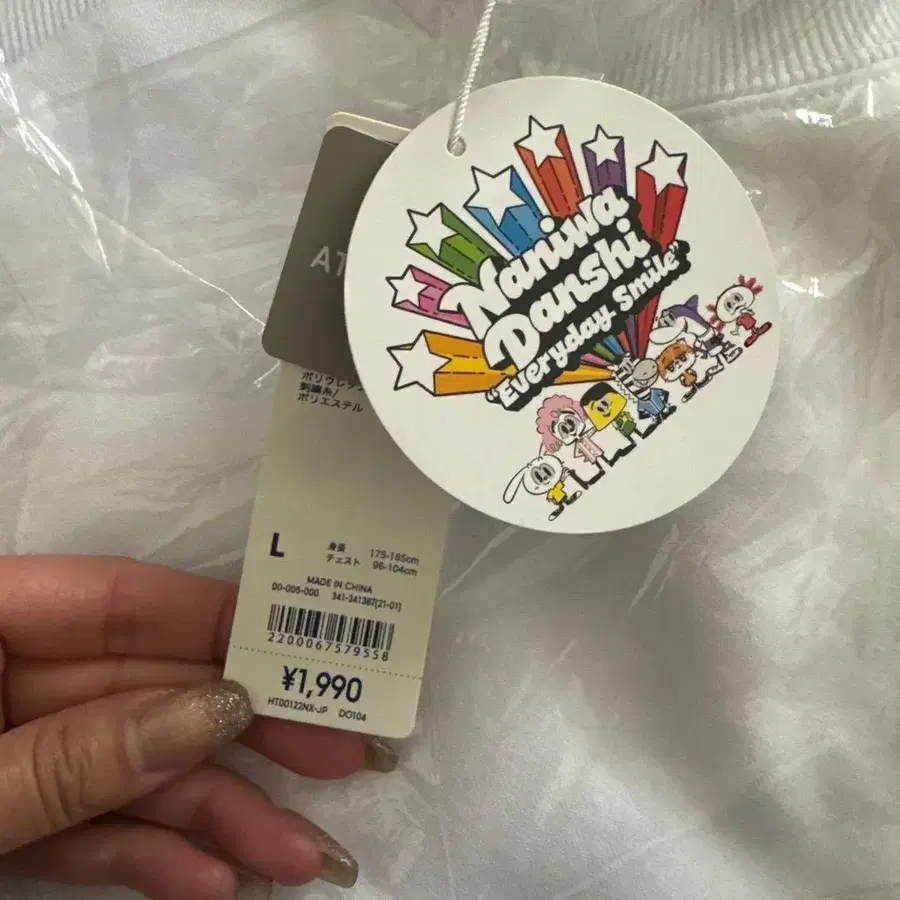 Naniwa
Danshi
"Everyday Smile"
AT
ポリウレタン
刺繍糸/
ポリエステル
L
身長 175-185cm
チェスト 96-104cm
MADE IN CHINA
00-005-000 341-341387(21-01)
2200067579558
¥1,990
HT00122NX-JP DO104